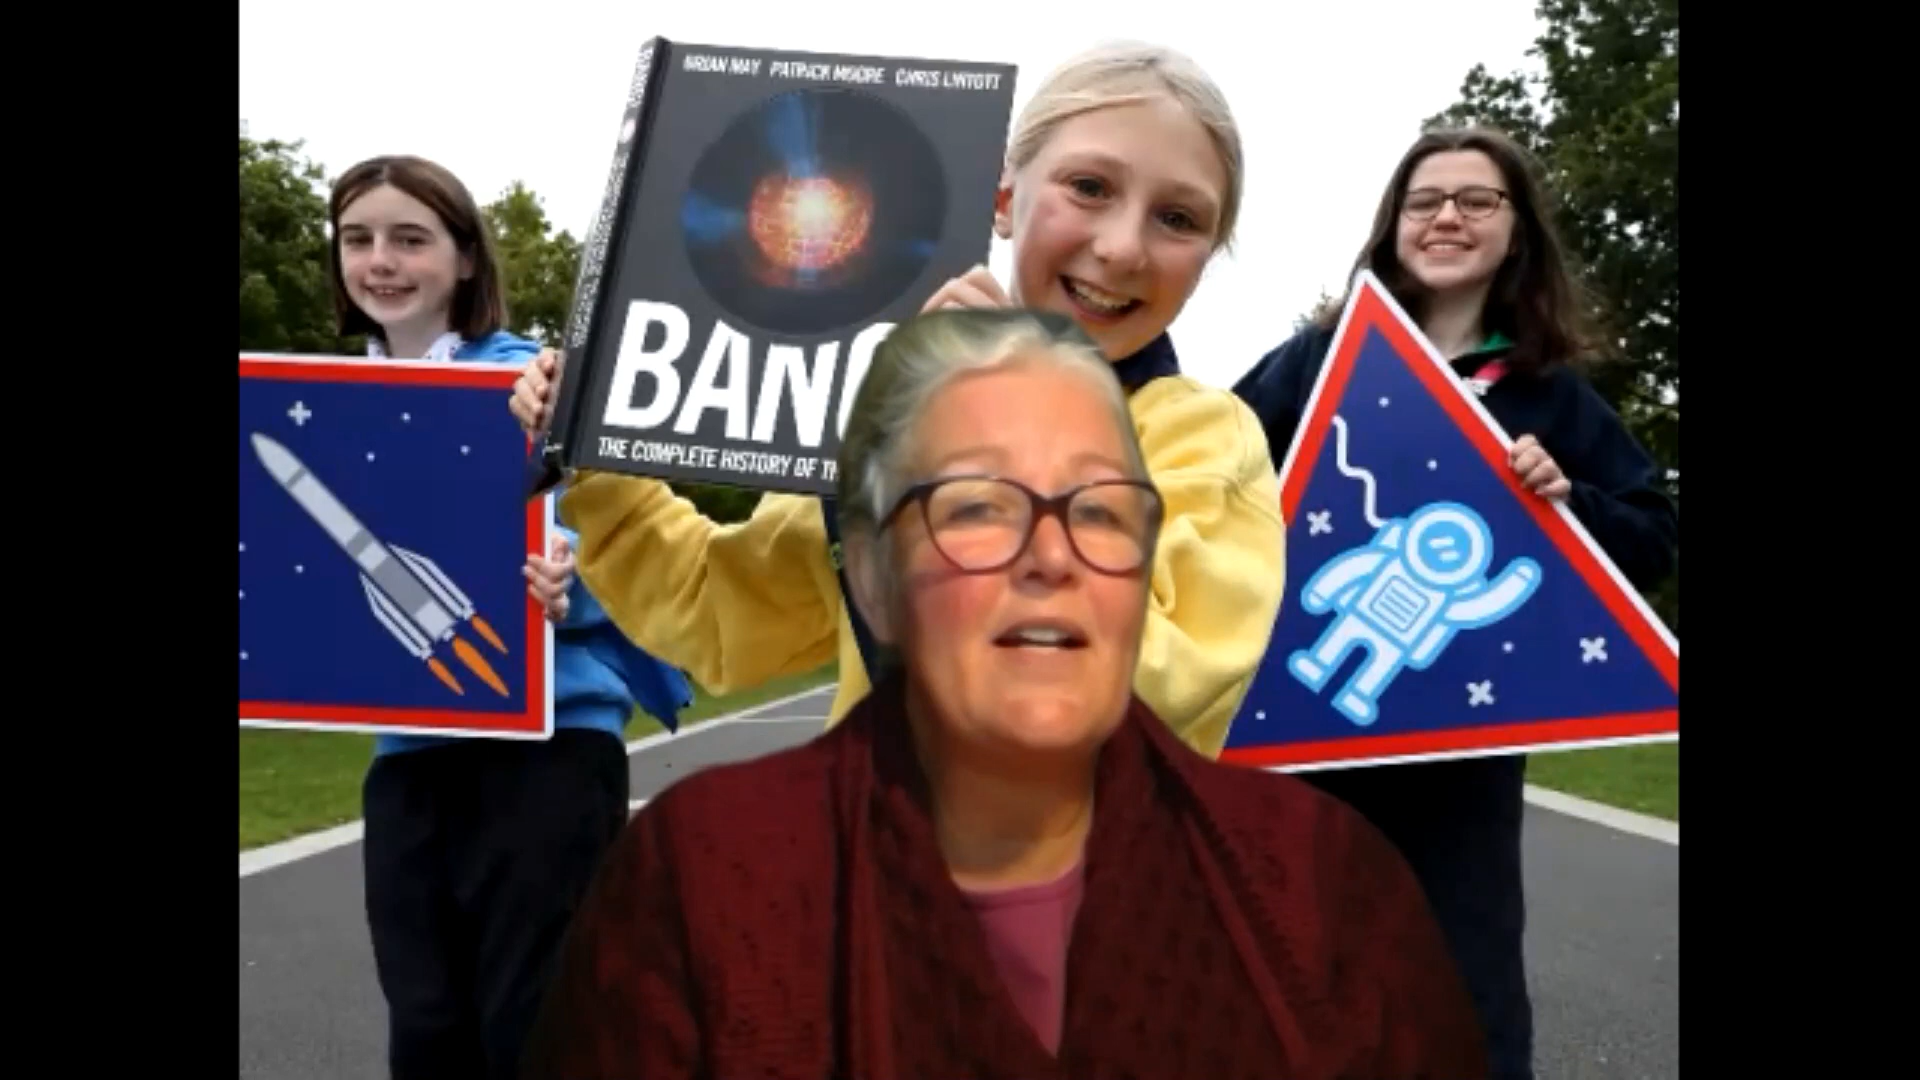 BRIAN MAY PATRICK MOORE CHRIS LINTOTT
BANG
THE COMPLETE HISTORY OF TH